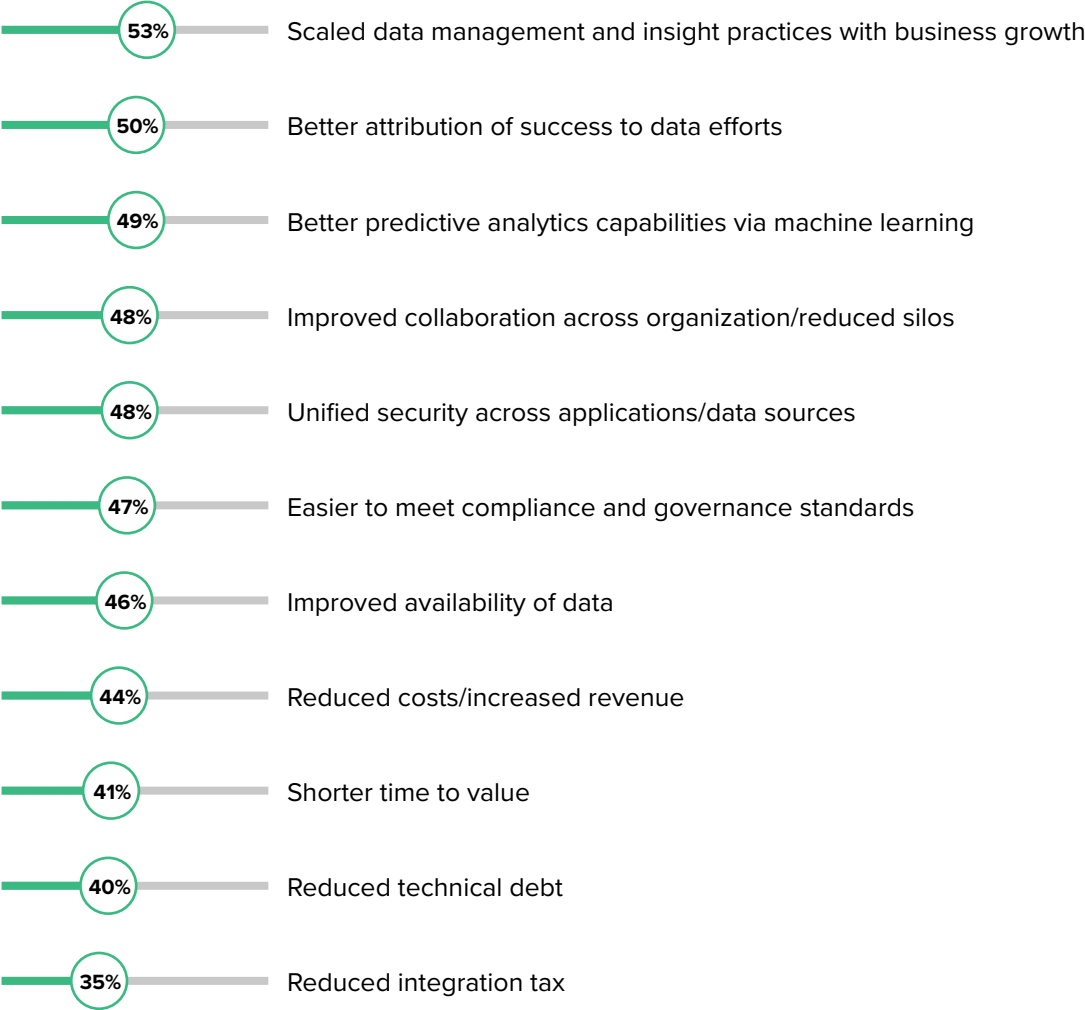 53% Scaled data management and insight practices with business growth
50% Better attribution of success to data efforts
49% Better predictive analytics capabilities via machine learning
48% Improved collaboration across organization/reduced silos
48% Unified security across applications/data sources
47% Easier to meet compliance and governance standards
46% Improved availability of data
44% Reduced costs/increased revenue
41% Shorter time to value
40% Reduced technical debt
35% Reduced integration tax